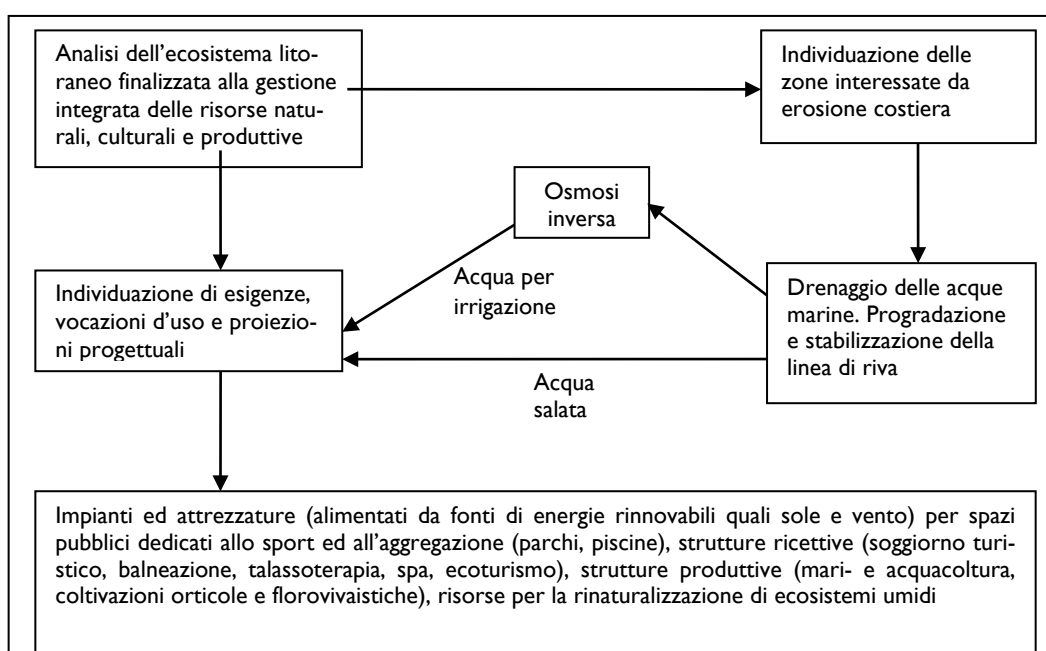 Analisi dell'ecosistema lito-
raneo finalizzata alla gestione
integrata delle risorse natu-
rali, culturali e produttive
Individuazione delle
zone interessate da
erosione costiera
Osmosi
inversa
Acqua per
irrigazione
Individuazione di esigenze,
vocazioni d'uso e proiezio-
ni progettuali
Drenaggio delle acque
marine. Progradazione
e stabilizzazione della
linea di riva
Acqua
salata
Impianti ed attrezzature (alimentati da fonti di energie rinnovabili quali sole e vento) per spazi
pubblici dedicati allo sport ed all'aggregazione (parchi, piscine), strutture ricettive (soggiorno turi-
stico, balneazione, talassoterapia, spa, ecoturismo), strutture produttive (mari- e acquacoltura,
coltivazioni orticole e florovivaistiche), risorse per la rinaturalizzazione di ecosistemi umidi